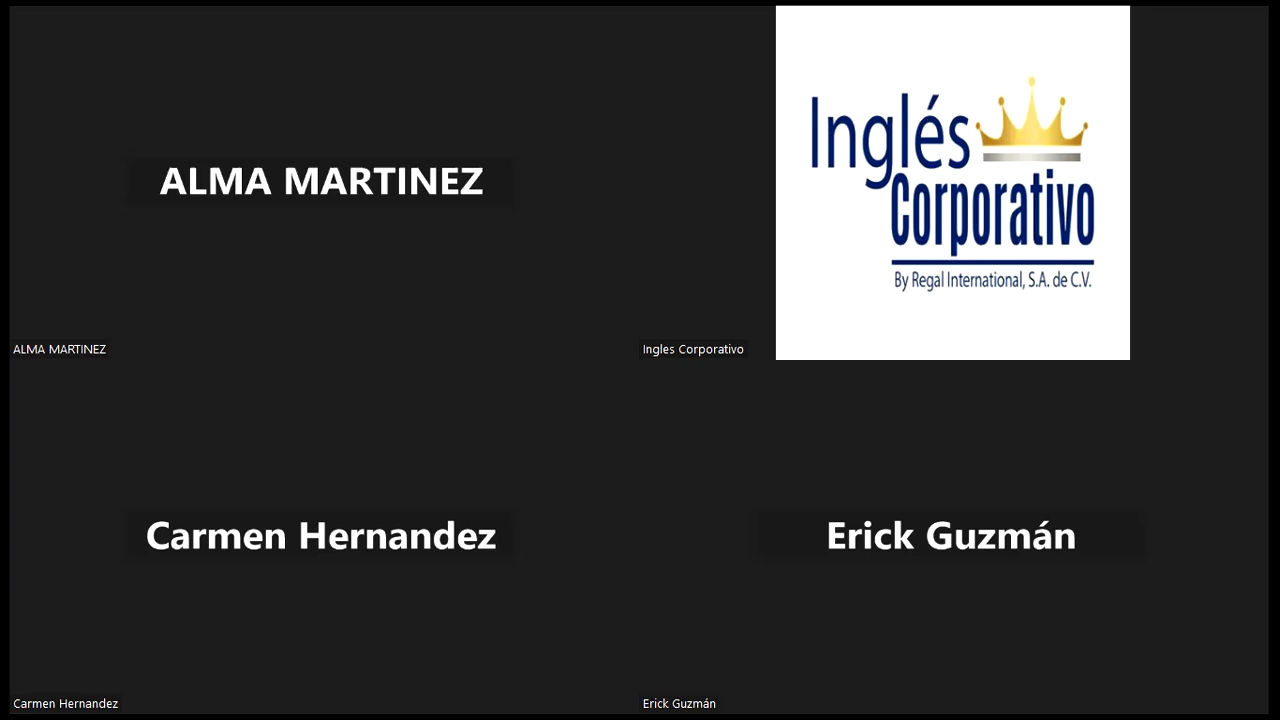 ALMA MARTINEZ
ALMA MARTINEZ
Inglés
Corporativo
By Regal International, S.A. de C.V.
Ingles Corporativo
Carmen Hernandez
Carmen Hernandez
Erick Guzmán
Erick Guzmán